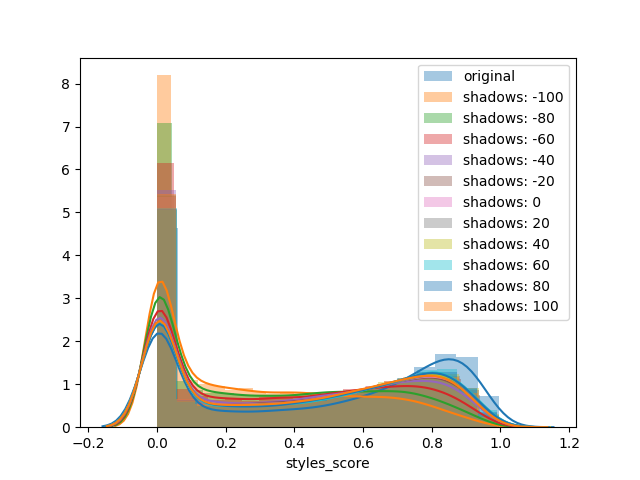 8
7
6
5
4
3
2
1
0
original
shadows: -100
shadows: -80
shadows: -60
shadows: -40
shadows: -20
shadows: 0
shadows: 20
shadows: 40
shadows: 60
shadows: 80
shadows: 100
−0.2 0.0 0.2 0.4 0.6 0.8 1.0 1.2
styles_score